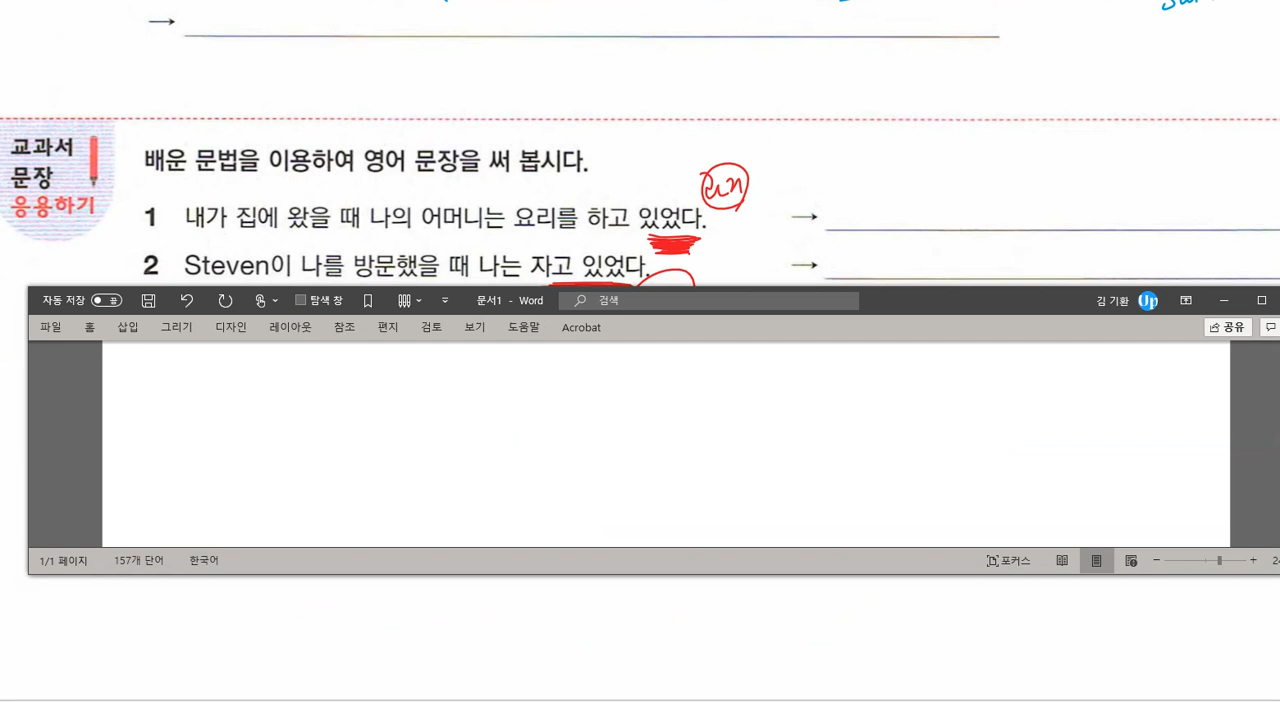 →
교과서
문장
응용하기
배운 문법을 이용하여 영어 문장을 써 봅시다.
1 내가 집에 왔을 때 나의 어머니는 요리를 하고 있었다. →
2 Steven이 나를 방문했을 때 나는 자고 있었다. →
자동 저장 문서1 - Word 검색 김 기환 Up
탐색 창
파일 홈 삽입 그리기 디자인 레이아웃 참조 편지 검토 보기 도움말 Acrobat 공유
1/1 페이지 157개 단어 한국어 포커스 − +